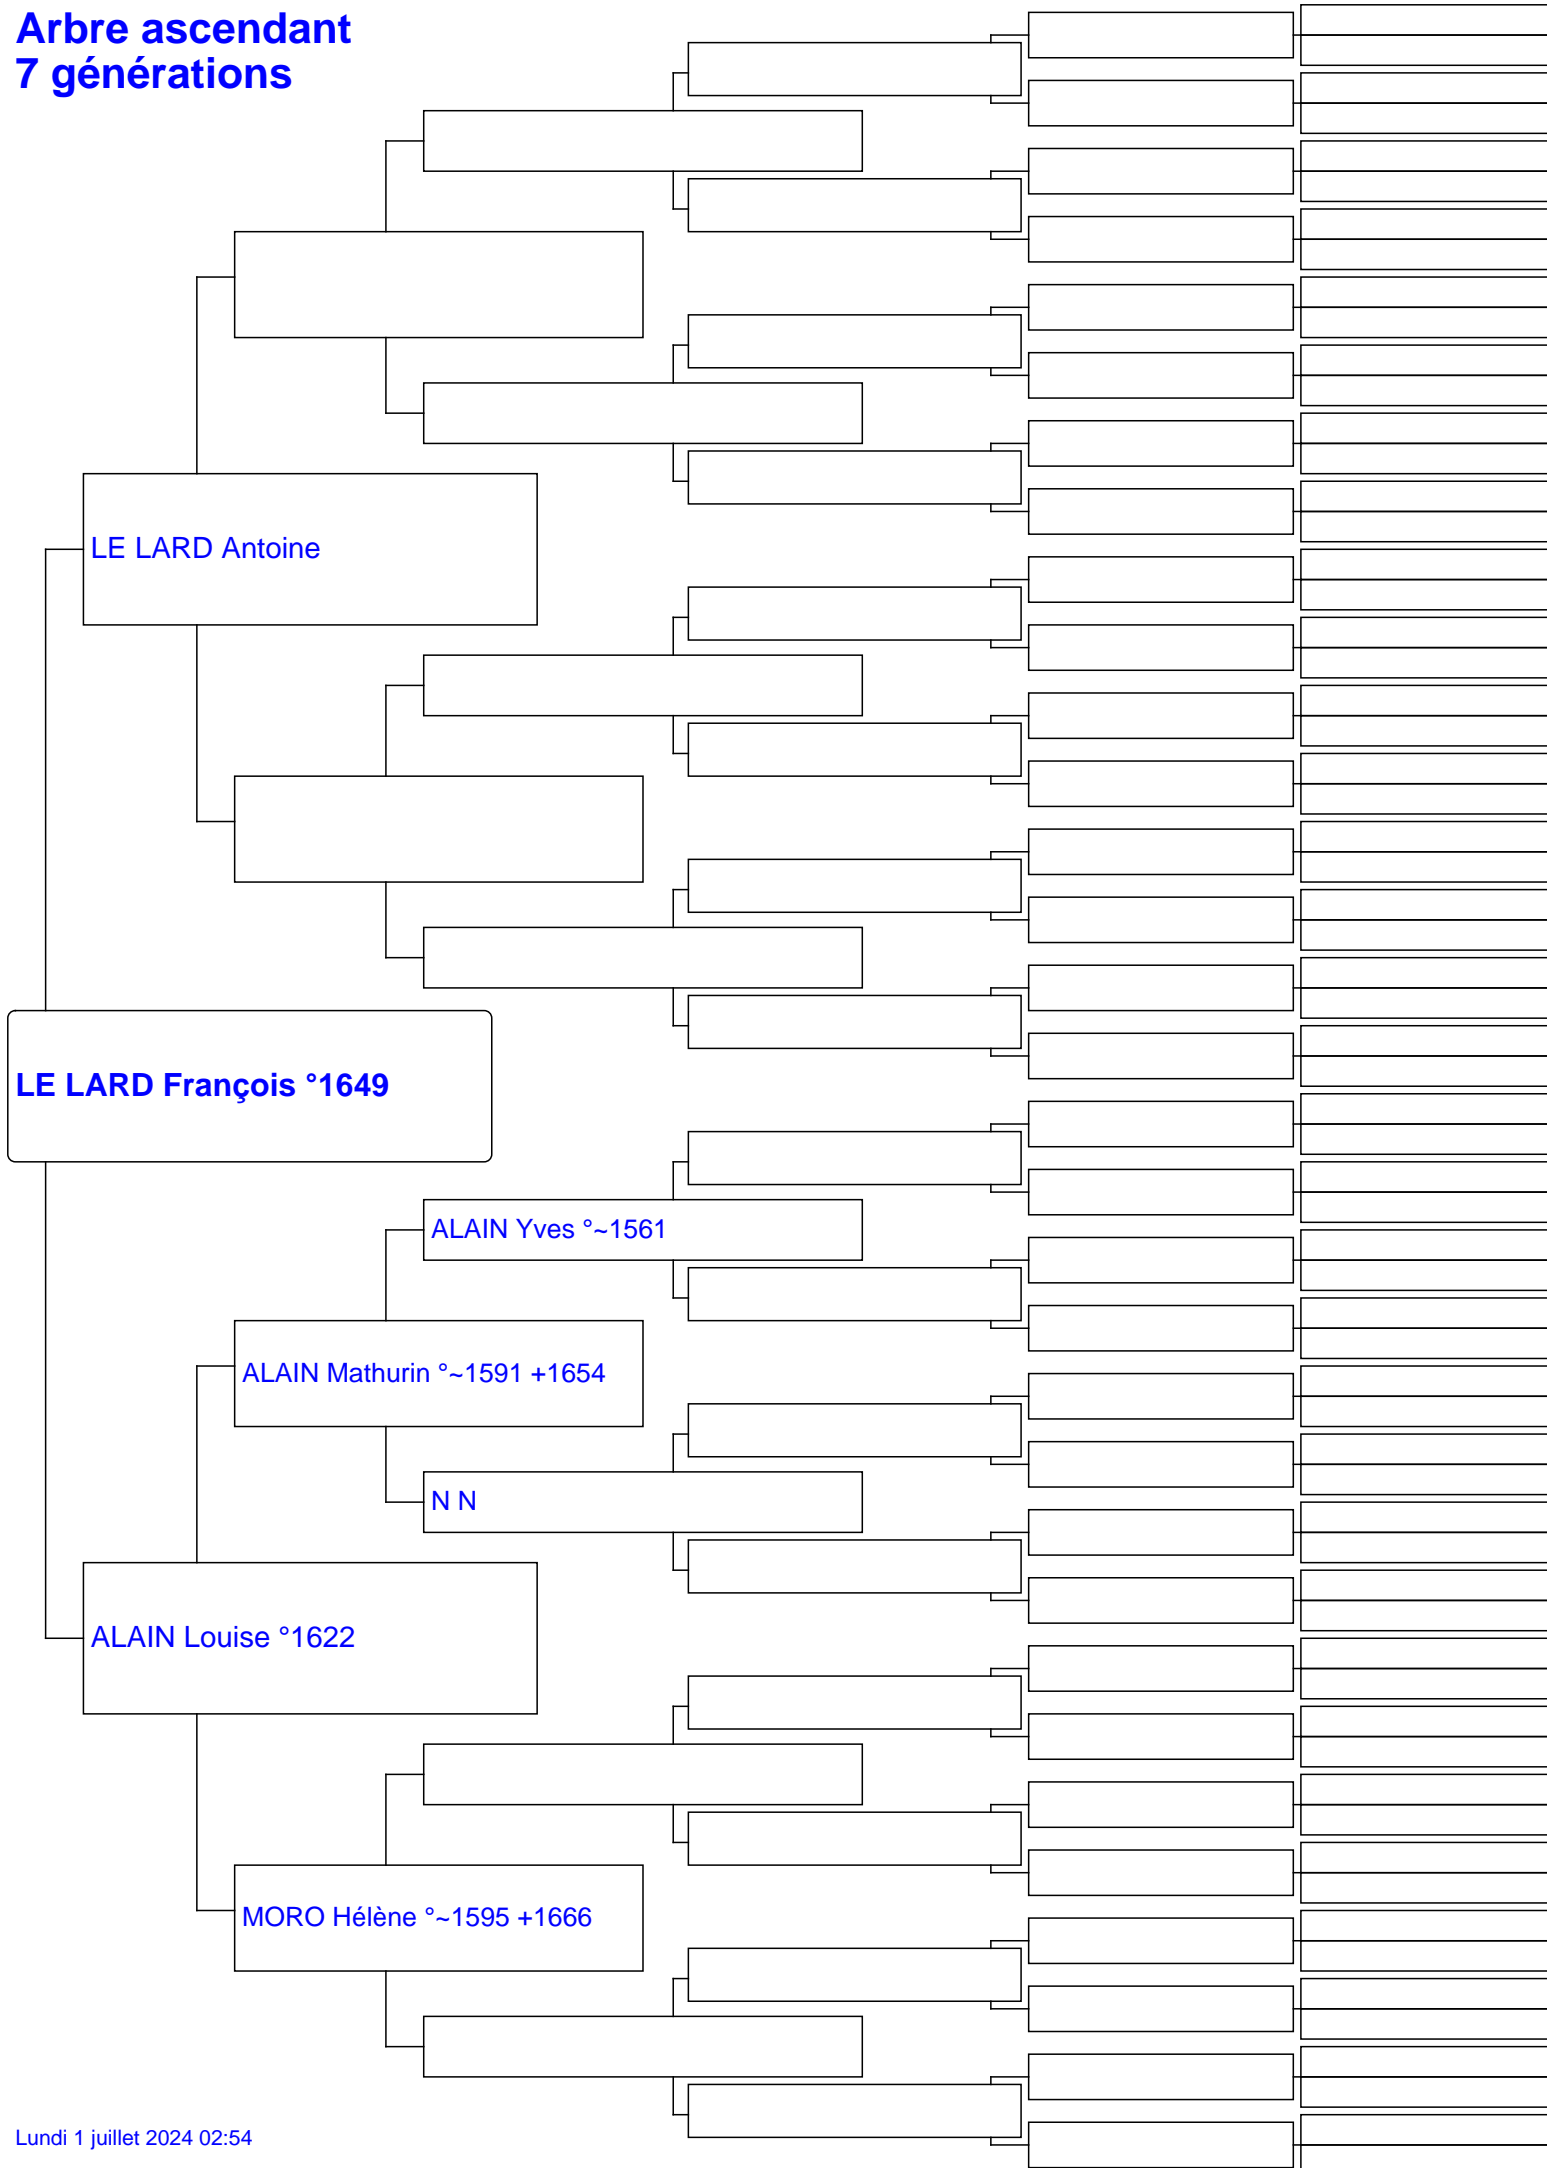 Arbre ascendant
7 générations
LE LARD Antoine
LE LARD François °1649
ALAIN Yves °~1561
ALAIN Mathurin °~1591 +1654
N N
ALAIN Louise °1622
MORO Hélène °~1595 +1666
Lundi 1 juillet 2024 02:54